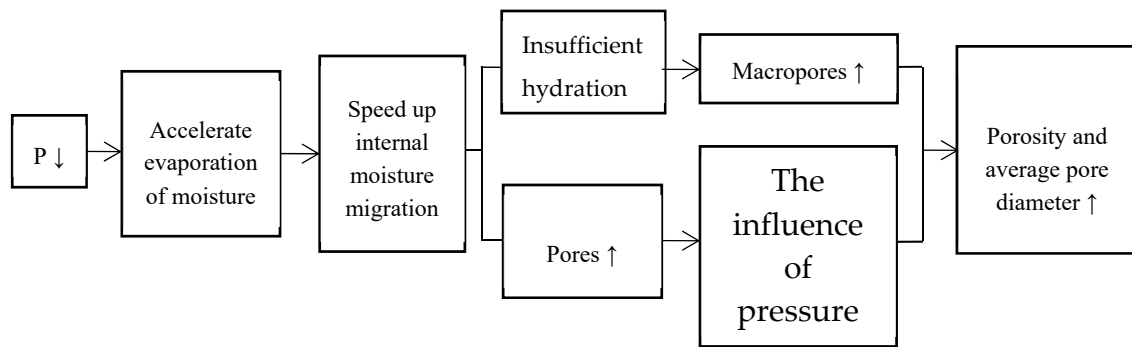 P ↓
Accelerate
evaporation
of moisture
Speed up
internal
moisture
migration
Insufficient
hydration
Macropores ↑
Pores ↑
The
influence
of
pressure
Porosity and
average pore
diameter ↑